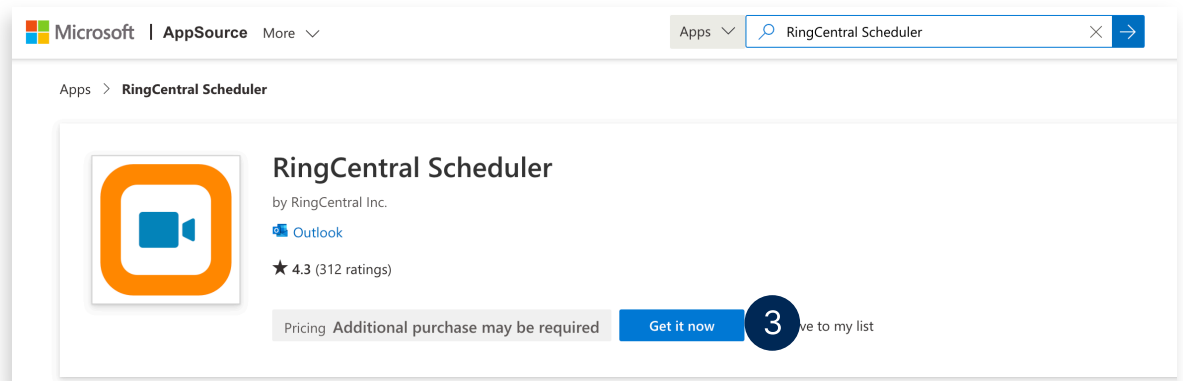 Microsoft | AppSource More Apps RingCentral Scheduler
Apps > RingCentral Scheduler
RingCentral Scheduler
by RingCentral Inc.
Outlook
★ 4.3 (312 ratings)
Pricing Additional purchase may be required Get it now 3 to my list